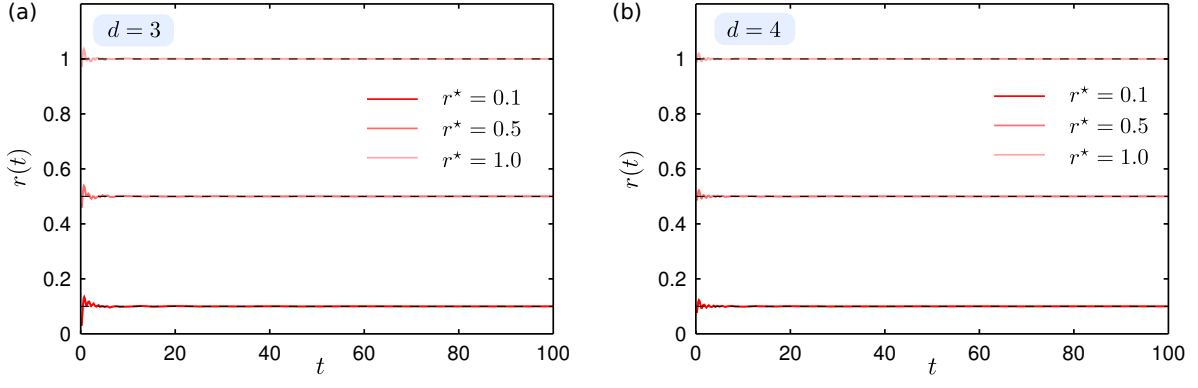 (a)
d = 3
r(t)
1
0.8
0.6
0.4
0.2
0
r⋆ = 0.1
r⋆ = 0.5
r⋆ = 1.0
0 20 40 60 80 100
t
(b)
d = 4
r(t)
1
0.8
0.6
0.4
0.2
0
r⋆ = 0.1
r⋆ = 0.5
r⋆ = 1.0
0 20 40 60 80 100
t